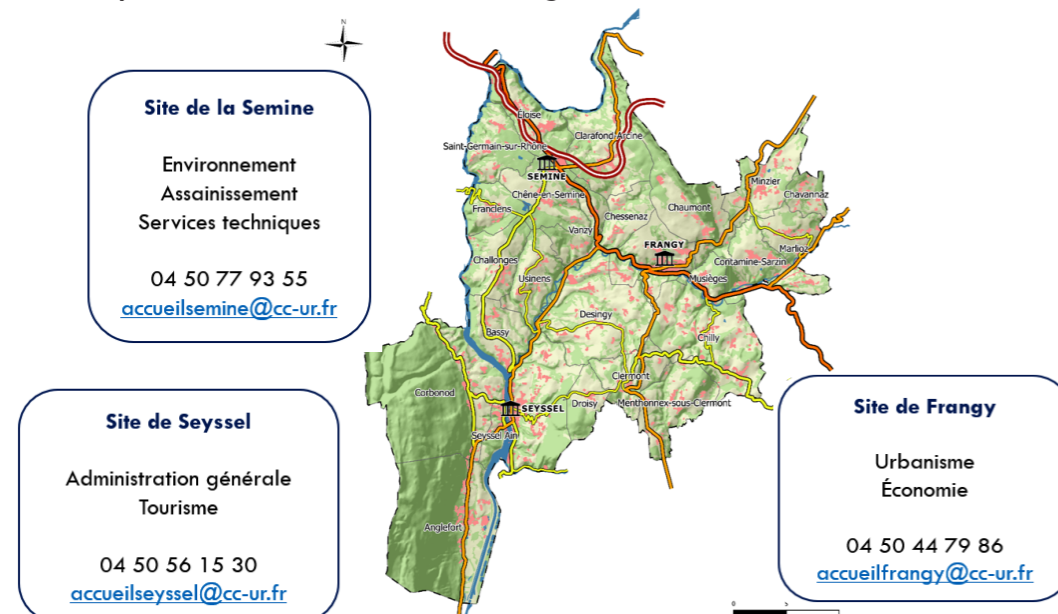 N
Site de la Semine
Environnement
Assainissement
Services techniques
04 50 77 93 55
accueilsemine@cc-ur.fr
Éloise
Clarafond-Arcine
Saint-Germain-sur-Rhône
SEMINE
Chêne-en-Semine
Franclens
Vanzy
Chessenaz
Chaumont
Minzier
Chavannaz
FRANGY
Marlioz
Contamine-Sarzin
Musièges
Challonges
Usinens
Desingy
Bassy
Chilly
Clermont
Corbonod
SEYSSEL
Droisy
Menthonnex-sous-Clermont
Seyssel Ain
Anglefort
Site de Seyssel
Administration générale
Tourisme
04 50 56 15 30
accueilseyssel@cc-ur.fr
Site de Frangy
Urbanisme
Économie
04 50 44 79 86
accueilfrangy@cc-ur.fr